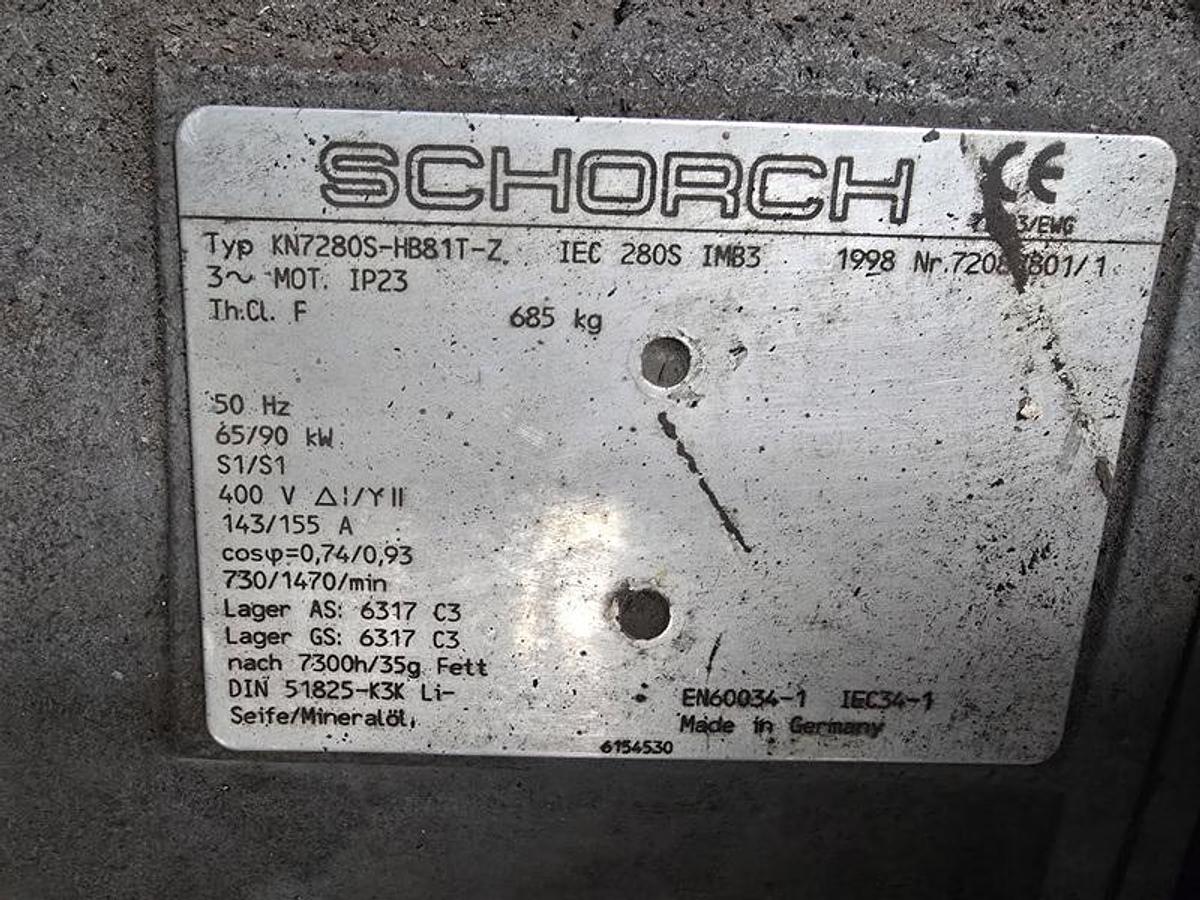 SCHORCH CE
Typ KN7280S-HB81T-Z. IEC 280S IMB3 1998 Nr.
3~ MOT. IP23
Th.Cl. F 685 kg
50 Hz
65/90 kW
S1/S1
400 V △I/YII
143/155 A
cosφ=0,74/0,93
730/1470/min
Lager AS: 6317 C3
Lager GS: 6317 C3
nach 7300h/35g Fett
DIN 51825-K3K Li-
Seife/Mineralöl,
EN60034-1 IEC34-1
Made in Germany
6154530